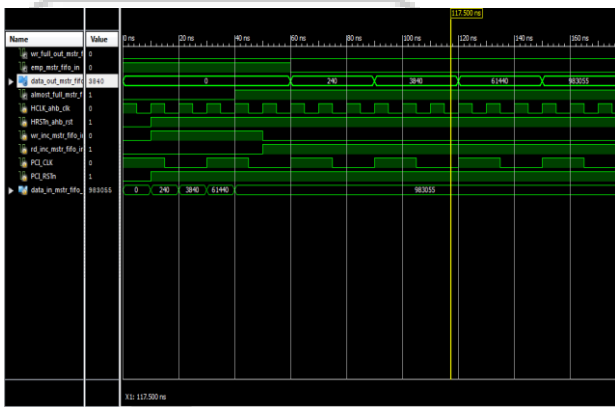 117.500 ns
Name Value 0 ns 20 ns 40 ns 60 ns 80 ns 100 ns 120 ns 140 ns 160 ns
wr_full_out_mstr_f 0
emp_mstr_fifo_in 0
data_out_mstr_fifo 3840 0 240 3840 61440 983055
almost_full_mstr_f 1
HCLK_ahb_clk 0
HRSTn_ahb_rst 1
wr_inc_mstr_fifo_i 0
rd_inc_mstr_fifo_ir 1
PCI_CLK 0
PCI_RSTn 1
data_in_mstr_fifo_ 983055 0 240 3840 61440 983055
X1: 117.500 ns